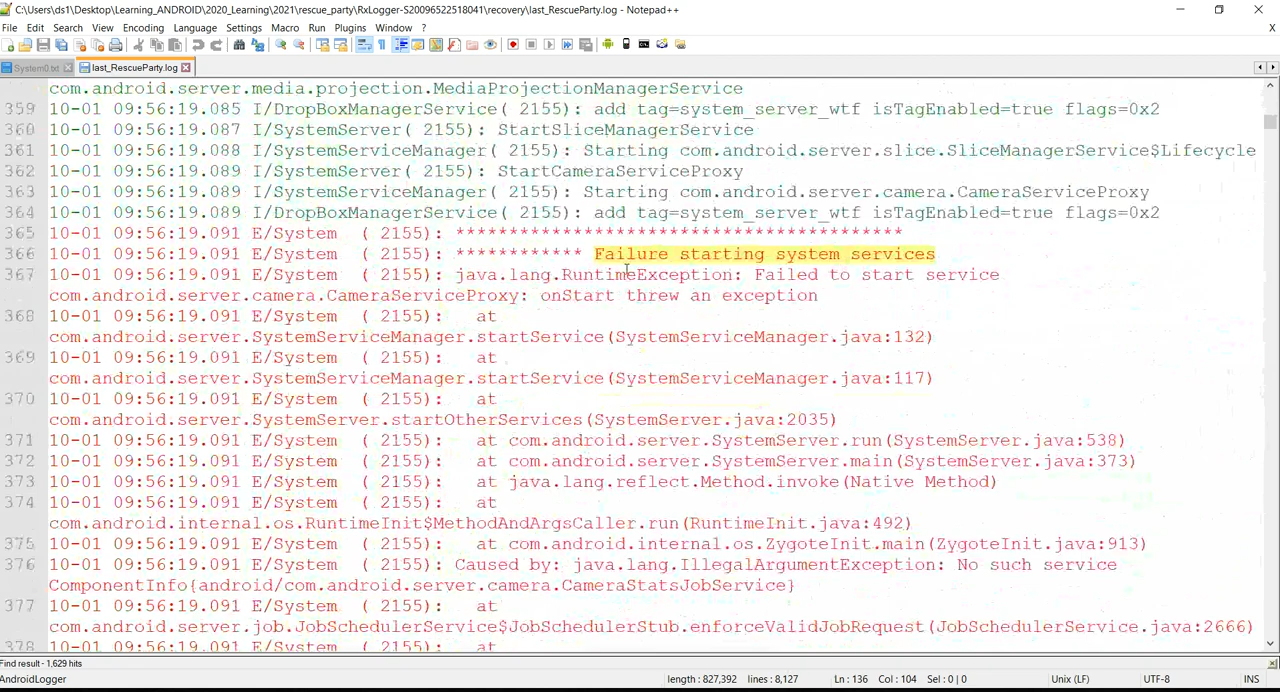 C:\Users\ds1\Desktop\Learning_ANDROID\2020_Learning\2021\rescue_party\RxLogger-S20096522518041\recovery\last_RescueParty.log - Notepad++
File Edit Search View Encoding Language Settings Macro Run Plugins Window ? X
System0.txt last_RescueParty.log
com.android.server.media.projection.MediaProjectionManagerService
359 10-01 09:56:19.085 I/DropBoxManagerService( 2155): add tag=system_server_wtf isTagEnabled=true flags=0x2
360 10-01 09:56:19.087 I/SystemServer( 2155): StartSliceManagerService
361 10-01 09:56:19.088 I/SystemServiceManager( 2155): Starting com.android.server.slice.SliceManagerService$Lifecycle
362 10-01 09:56:19.089 I/SystemServer( 2155): StartCameraServiceProxy
363 10-01 09:56:19.089 I/SystemServiceManager( 2155): Starting com.android.server.camera.CameraServiceProxy
364 10-01 09:56:19.089 I/DropBoxManagerService( 2155): add tag=system_server_wtf isTagEnabled=true flags=0x2
365 10-01 09:56:19.091 E/System ( 2155): ******************************************
366 10-01 09:56:19.091 E/System ( 2155): ************ Failure starting system services
367 10-01 09:56:19.091 E/System ( 2155): java.lang.RuntimeException: Failed to start service
com.android.server.camera.CameraServiceProxy: onStart threw an exception
368 10-01 09:56:19.091 E/System ( 2155): at
com.android.server.SystemServiceManager.startService(SystemServiceManager.java:132)
369 10-01 09:56:19.091 E/System ( 2155): at
com.android.server.SystemServiceManager.startService(SystemServiceManager.java:117)
370 10-01 09:56:19.091 E/System ( 2155): at
com.android.server.SystemServer.startOtherServices(SystemServer.java:2035)
371 10-01 09:56:19.091 E/System ( 2155): at com.android.server.SystemServer.run(SystemServer.java:538)
372 10-01 09:56:19.091 E/System ( 2155): at com.android.server.SystemServer.main(SystemServer.java:373)
373 10-01 09:56:19.091 E/System ( 2155): at java.lang.reflect.Method.invoke(Native Method)
374 10-01 09:56:19.091 E/System ( 2155): at
com.android.internal.os.RuntimeInit$MethodAndArgsCaller.run(RuntimeInit.java:492)
375 10-01 09:56:19.091 E/System ( 2155): at com.android.internal.os.ZygoteInit.main(ZygoteInit.java:913)
376 10-01 09:56:19.091 E/System ( 2155): Caused by: java.lang.IllegalArgumentException: No such service
ComponentInfo{android/com.android.server.camera.CameraStatsJobService}
377 10-01 09:56:19.091 E/System ( 2155): at
com.android.server.job.JobSchedulerService$JobSchedulerStub.enforceValidJobRequest(JobSchedulerService.java:2666)
378 10-01 09:56:19.091 E/System ( 2155): at
Find result - 1,629 hits
AndroidLogger length : 827,392 lines : 8,127 Ln : 136 Col : 104 Sel : 0 | 0 Unix (LF) UTF-8 INS